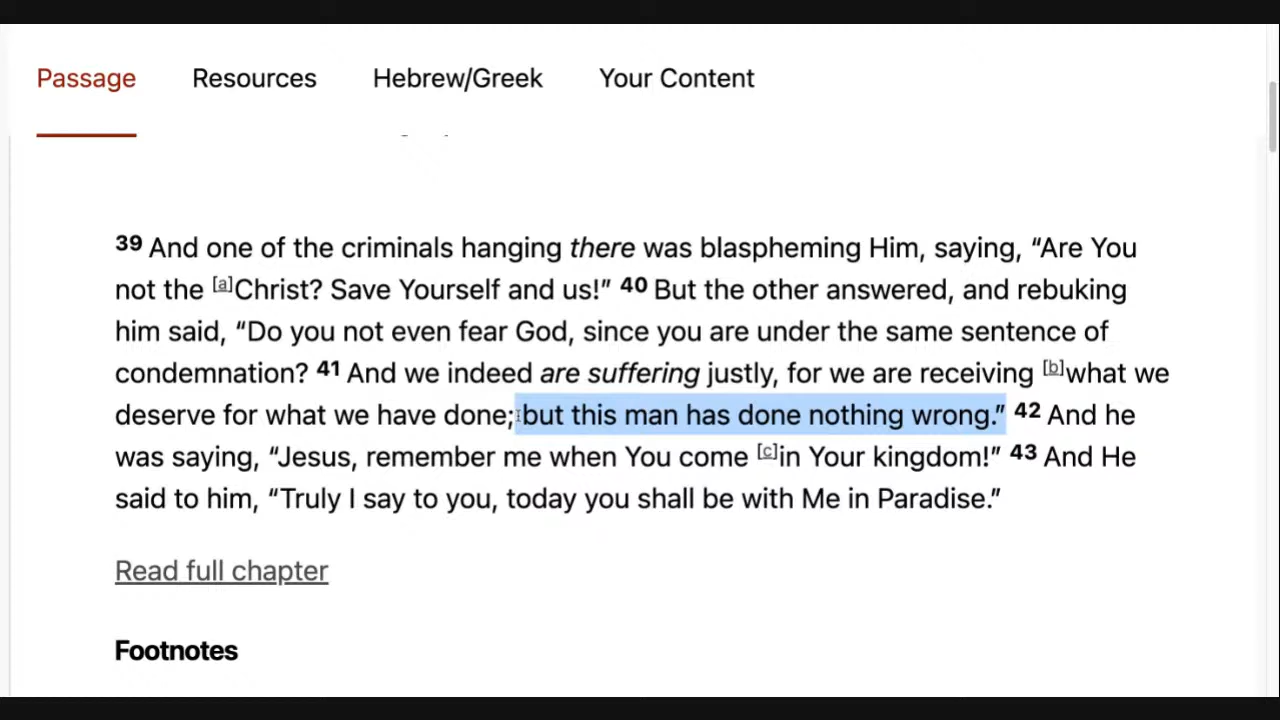 Passage Resources Hebrew/Greek Your Content
39 And one of the criminals hanging there was blaspheming Him, saying, “Are You
not the [a]Christ? Save Yourself and us!” 40 But the other answered, and rebuking
him said, “Do you not even fear God, since you are under the same sentence of
condemnation? 41 And we indeed are suffering justly, for we are receiving [b]what we
deserve for what we have done; but this man has done nothing wrong.” 42 And he
was saying, “Jesus, remember me when You come [c]in Your kingdom!” 43 And He
said to him, “Truly I say to you, today you shall be with Me in Paradise.”
Read full chapter
Footnotes